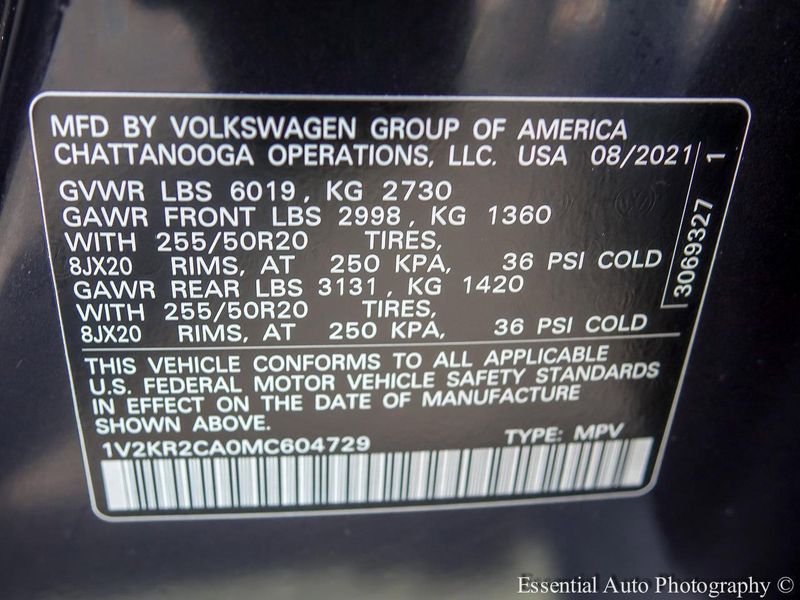 MFD BY VOLKSWAGEN GROUP OF AMERICA
CHATTANOOGA OPERATIONS, LLC. USA 08/2021
GVWR LBS 6019, KG 2730
GAWR FRONT LBS 2998, KG 1360
WITH 255/50R20 TIRES,
8JX20 RIMS, AT 250 KPA, 36 PSI COLD
GAWR REAR LBS 3131, KG 1420
WITH 255/50R20 TIRES,
8JX20 RIMS, AT 250 KPA, 36 PSI COLD
3069327 1
THIS VEHICLE CONFORMS TO ALL APPLICABLE
U.S. FEDERAL MOTOR VEHICLE SAFETY STANDARDS
IN EFFECT ON THE DATE OF MANUFACTURE
SHOWN ABOVE.
1V2KR2CA0MC604729 TYPE: MPV
Essential Auto Photography ©